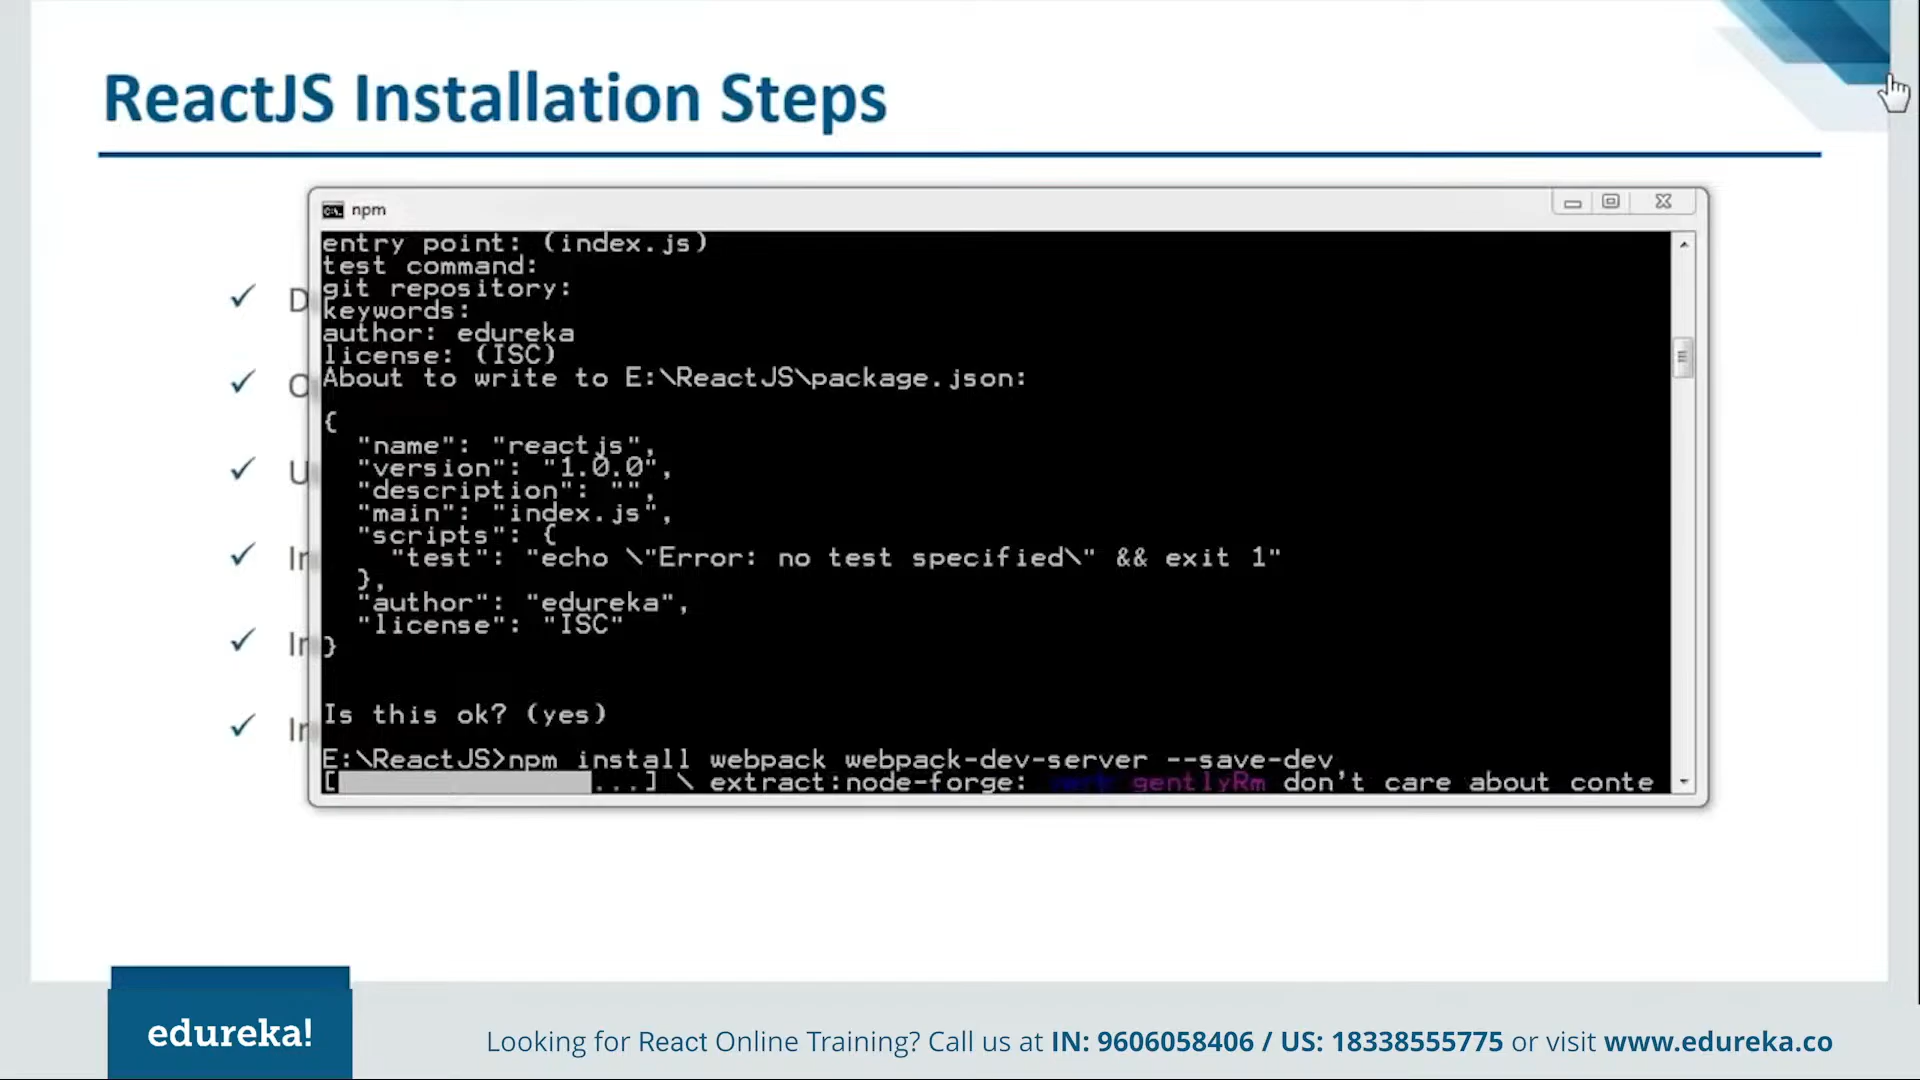 ReactJS Installation Steps
npm
entry point: (index.js)
test command:
git repository:
keywords:
author: edureka
license: (ISC)
About to write to E:\ReactJS\package.json:
{
"name": "reactjs",
"version": "1.0.0",
"description": "",
"main": "index.js",
"scripts": {
"test": "echo \"Error: no test specified\" && exit 1"
},
"author": "edureka",
"license": "ISC"
}
Is this ok? (yes)
E:\ReactJS>npm install webpack webpack-dev-server --save-dev
[ ...] \ extract:node-forge: gentlyRm don't care about conte
edureka!
Looking for React Online Training? Call us at IN: 9606058406 / US: 18338555775 or visit www.edureka.co